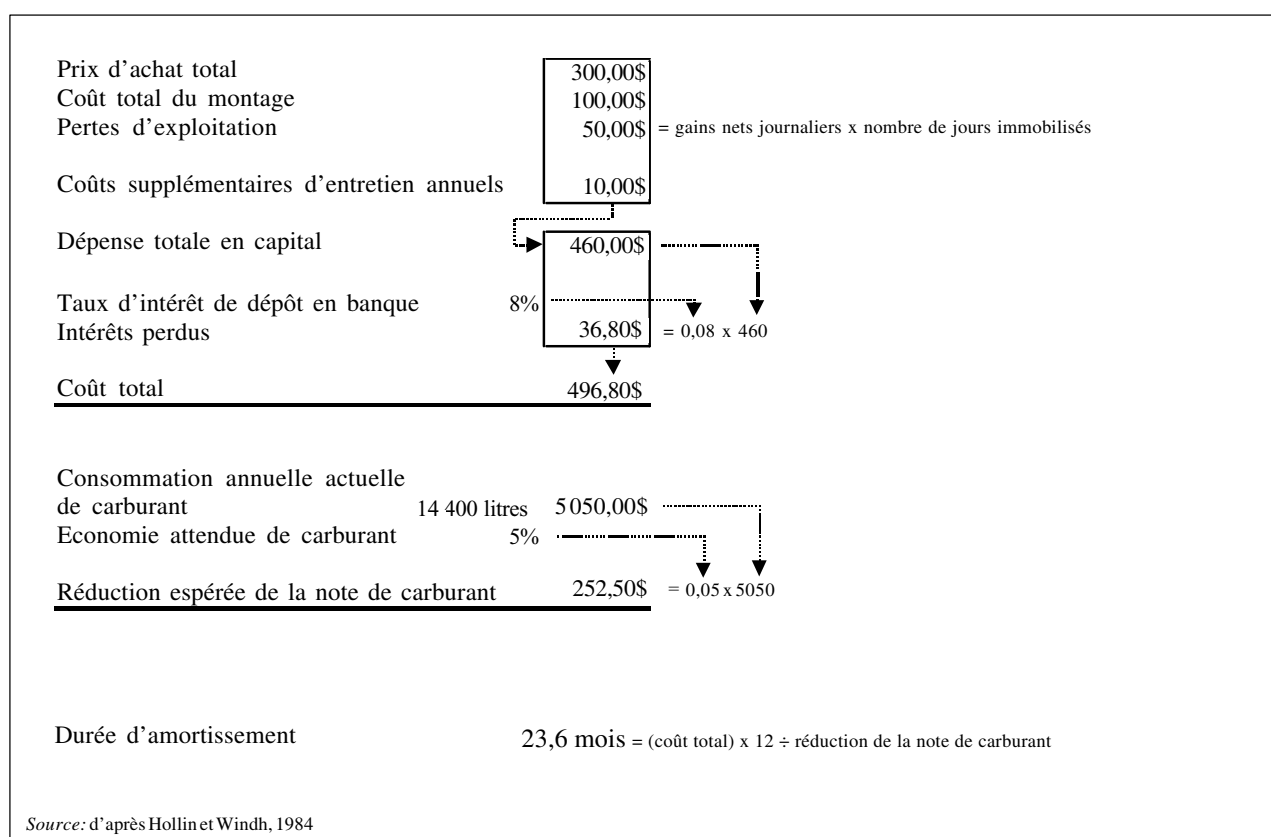 Prix d'achat total 300,00$
Coût total du montage 100,00$
Pertes d'exploitation 50,00$ = gains nets journaliers x nombre de jours immobilisés
Coûts supplémentaires d'entretien annuels 10,00$
Dépense totale en capital 460,00$
Taux d'intérêt de dépôt en banque 8%
Intérêts perdus 36,80$ = 0,08 x 460
Coût total 496,80$
Consommation annuelle actuelle
de carburant 14 400 litres 5050,00$
Economie attendue de carburant 5%
Réduction espérée de la note de carburant 252,50$ = 0,05 x 5050
Durée d'amortissement 23,6 mois = (coût total) x 12 ÷ réduction de la note de carburant
Source: d'après Hollin et Windh, 1984